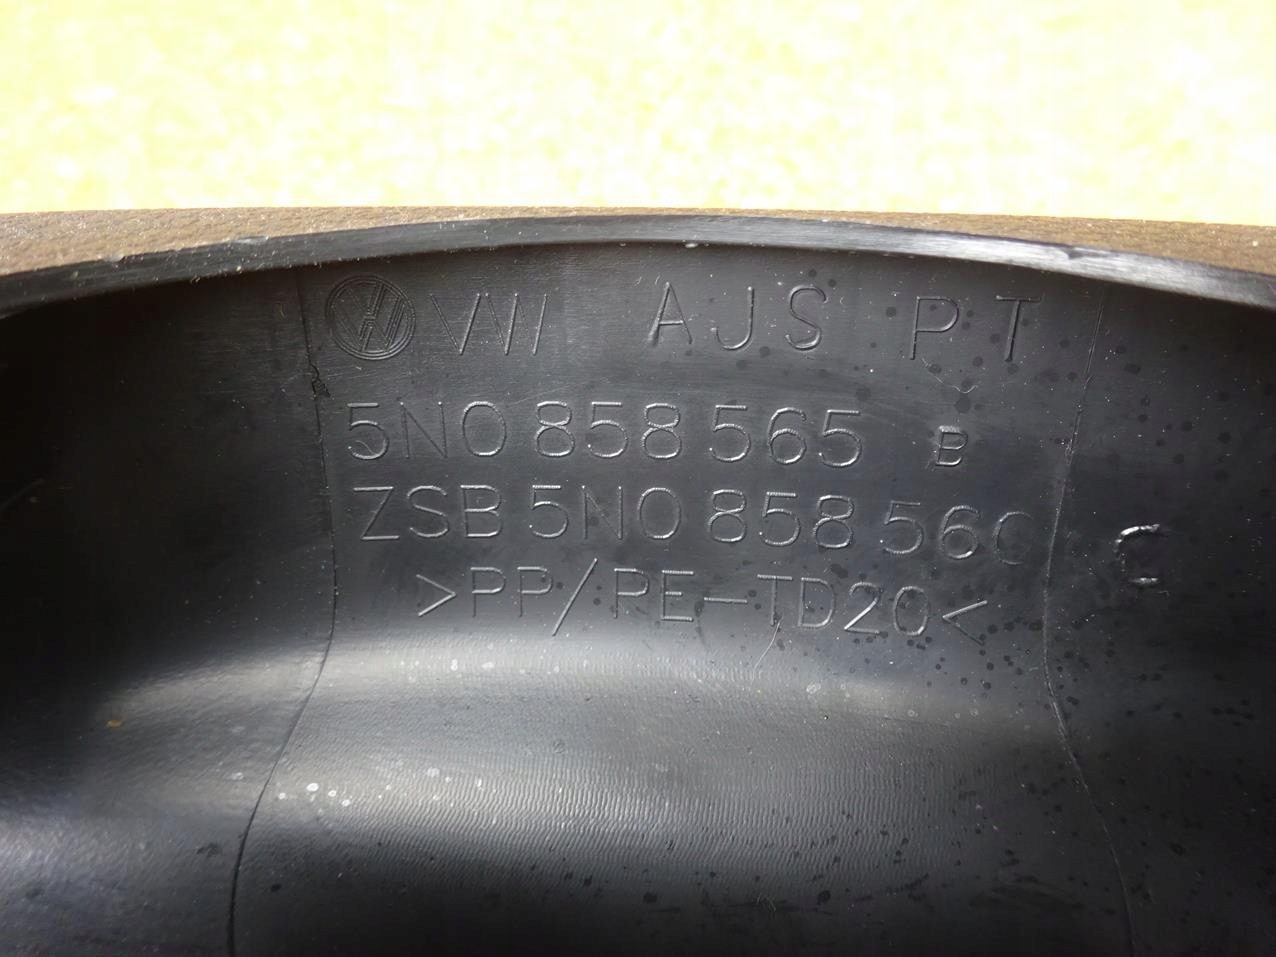 VW AJS PT
5N0 858 565 B
ZSB 5N0 858 560 C
>PP/PE-TD20<